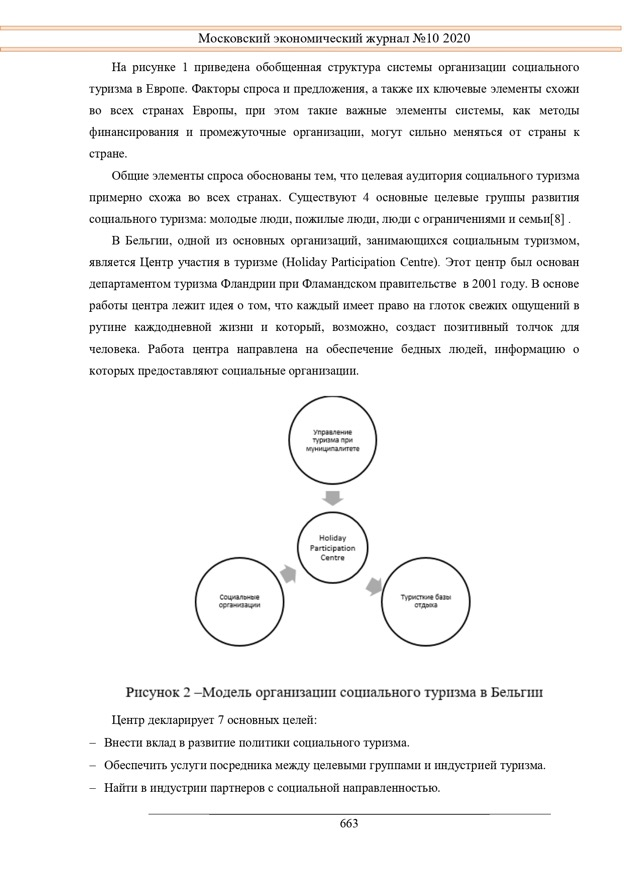 Московский экономический журнал №10 2020
На рисунке 1 приведена обобщенная структура системы организации социального
туризма в Европе. Факторы спроса и предложения, а также их ключевые элементы схожи
во всех странах Европы, при этом такие важные элементы системы, как методы
финансирования и промежуточные организации, могут сильно меняться от страны к
стране.
Общие элементы спроса обоснованы тем, что целевая аудитория социального туризма
примерно схожа во всех странах. Существуют 4 основные целевые группы развития
социального туризма: молодые люди, пожилые люди, люди с ограничениями и семьи[8] .
В Бельгии, одной из основных организаций, занимающихся социальным туризмом,
является Центр участия в туризме (Holiday Participation Centre). Этот центр был основан
департаментом туризма Фландрии при Фламандском правительстве в 2001 году. В основе
работы центра лежит идея о том, что каждый имеет право на глоток свежих ощущений в
рутине каждодневной жизни и который, возможно, создаст позитивный толчок для
человека. Работа центра направлена на обеспечение бедных людей, информацию о
которых предоставляют социальные организации.
Управление
туризма при
муниципалитете
Holiday
Participation
Centre
Социальные
организации
Туристкие базы
отдыха
Рисунок 2 –Модель организации социального туризма в Бельгии
Центр декларирует 7 основных целей:
– Внести вклад в развитие политики социального туризма.
– Обеспечить услуги посредника между целевыми группами и индустрией туризма.
– Найти в индустрии партнеров с социальной направленностью.
663